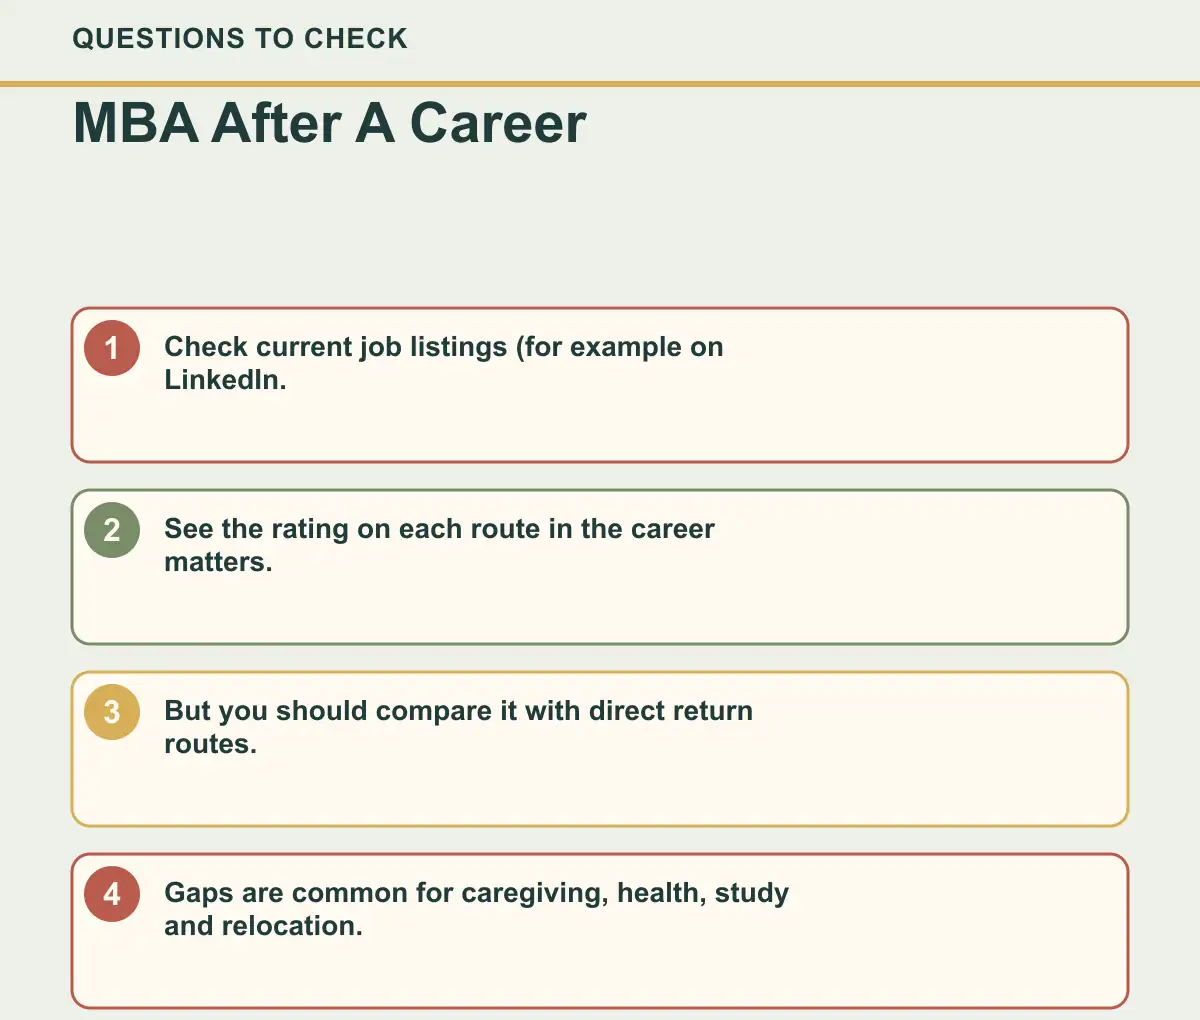 QUESTIONS TO CHECK
MBA After A Career
1
Check current job listings (for example on
LinkedIn.
2
See the rating on each route in the career
matters.
3
But you should compare it with direct return
routes.
4
Gaps are common for caregiving, health, study
and relocation.